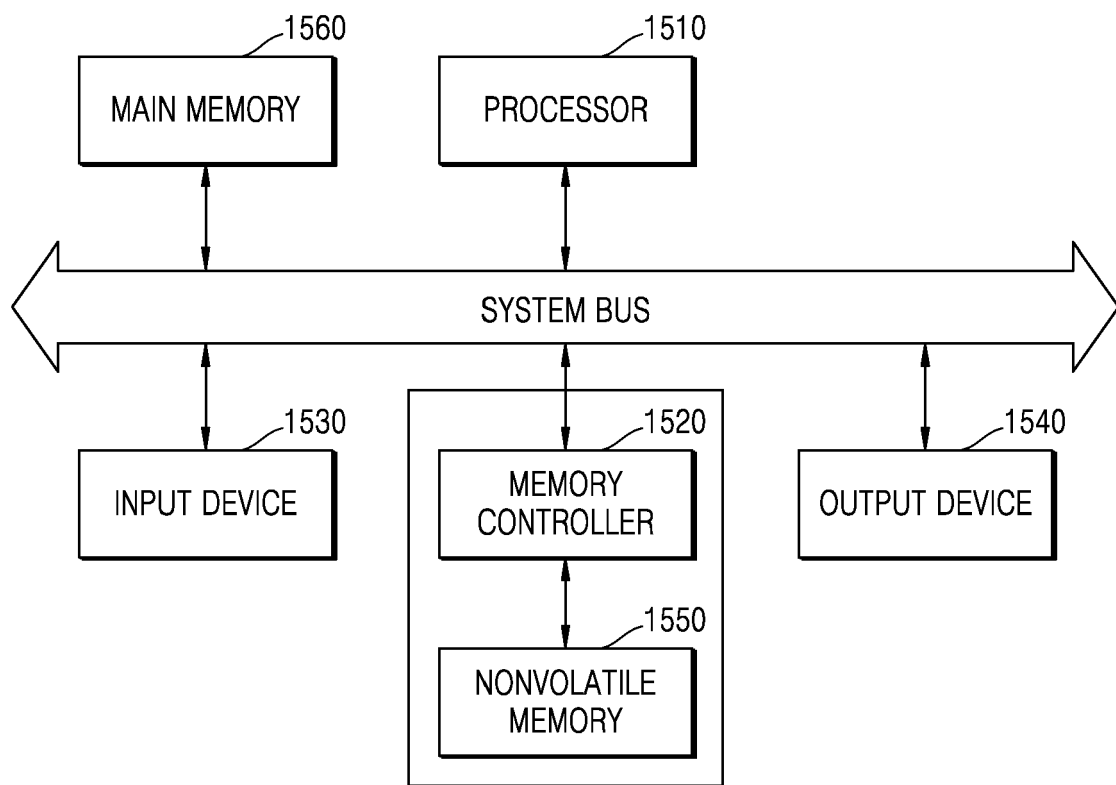 1560
1510
MAIN MEMORY
PROCESSOR
SYSTEM BUS
1530
1520
1540
INPUT DEVICE
MEMORY
CONTROLLER
OUTPUT DEVICE
1550
NONVOLATILE
MEMORY